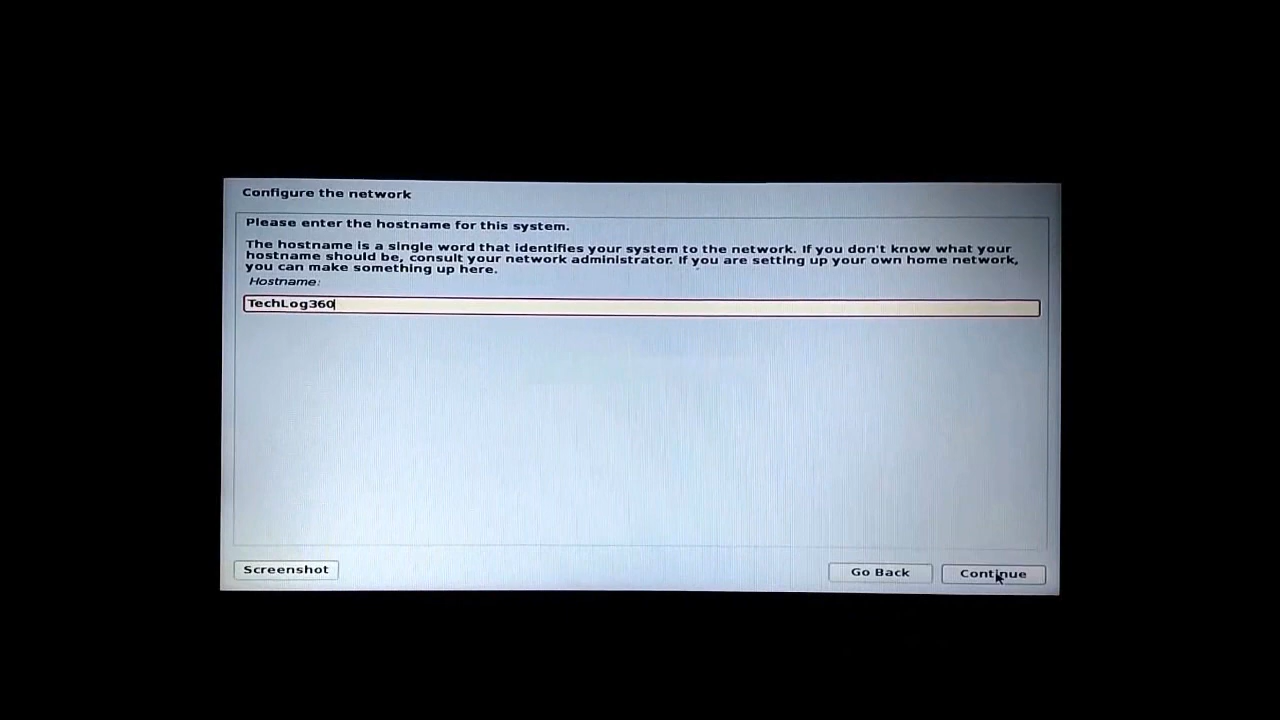 Configure the network
Please enter the hostname for this system.
The hostname is a single word that identifies your system to the network. If you don't know what your
hostname should be, consult your network administrator. If you are setting up your own home network,
you can make something up here.
Hostname:
TechLog360
Screenshot
Go Back
Continue